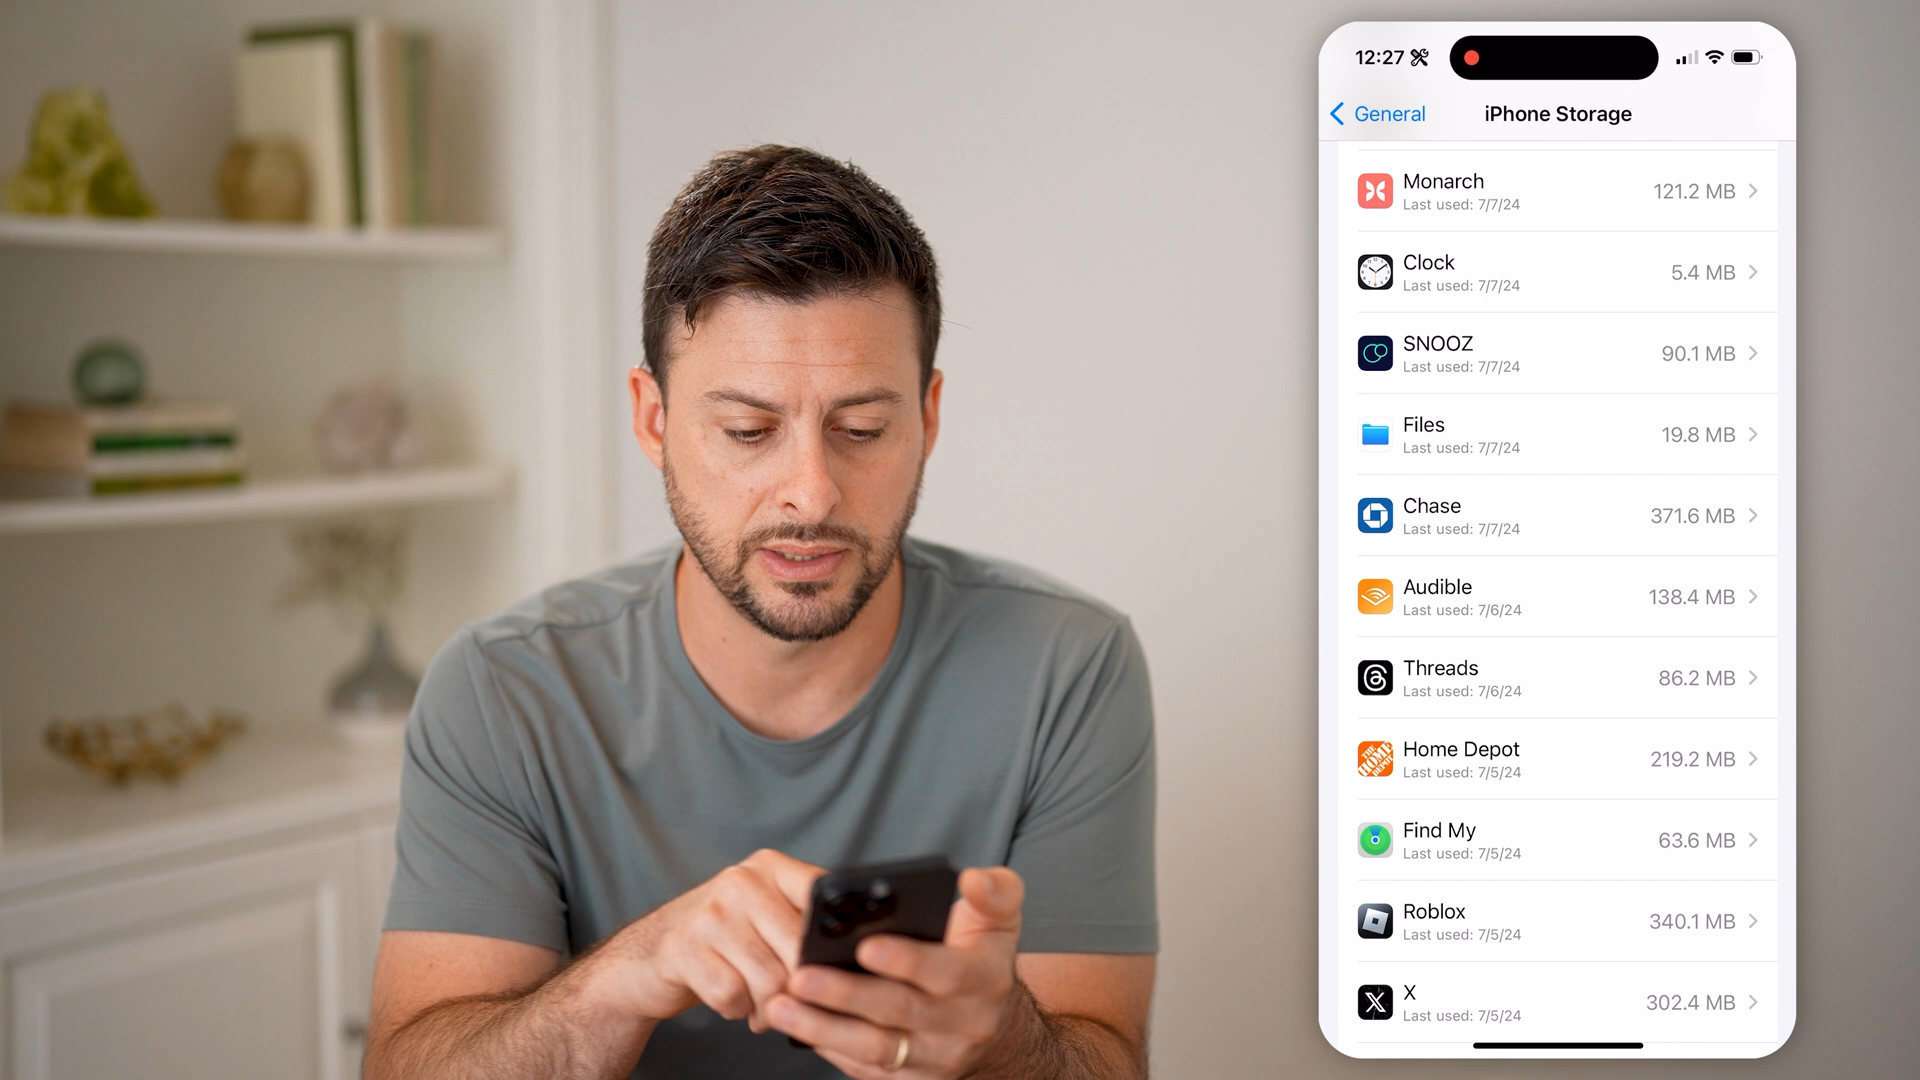 12:27
General
iPhone Storage
Monarch
Last used: 7/7/24
121.2 MB
Clock
Last used: 7/7/24
5.4 MB
SNOOZ
Last used: 7/7/24
90.1 MB
Files
Last used: 7/7/24
19.8 MB
Chase
Last used: 7/7/24
371.6 MB
Audible
Last used: 7/6/24
138.4 MB
Threads
Last used: 7/6/24
86.2 MB
THE
HOME
DEPOT
Home Depot
Last used: 7/5/24
219.2 MB
Find My
Last used: 7/5/24
63.6 MB
Roblox
Last used: 7/5/24
340.1 MB
X
X
Last used: 7/5/24
302.4 MB